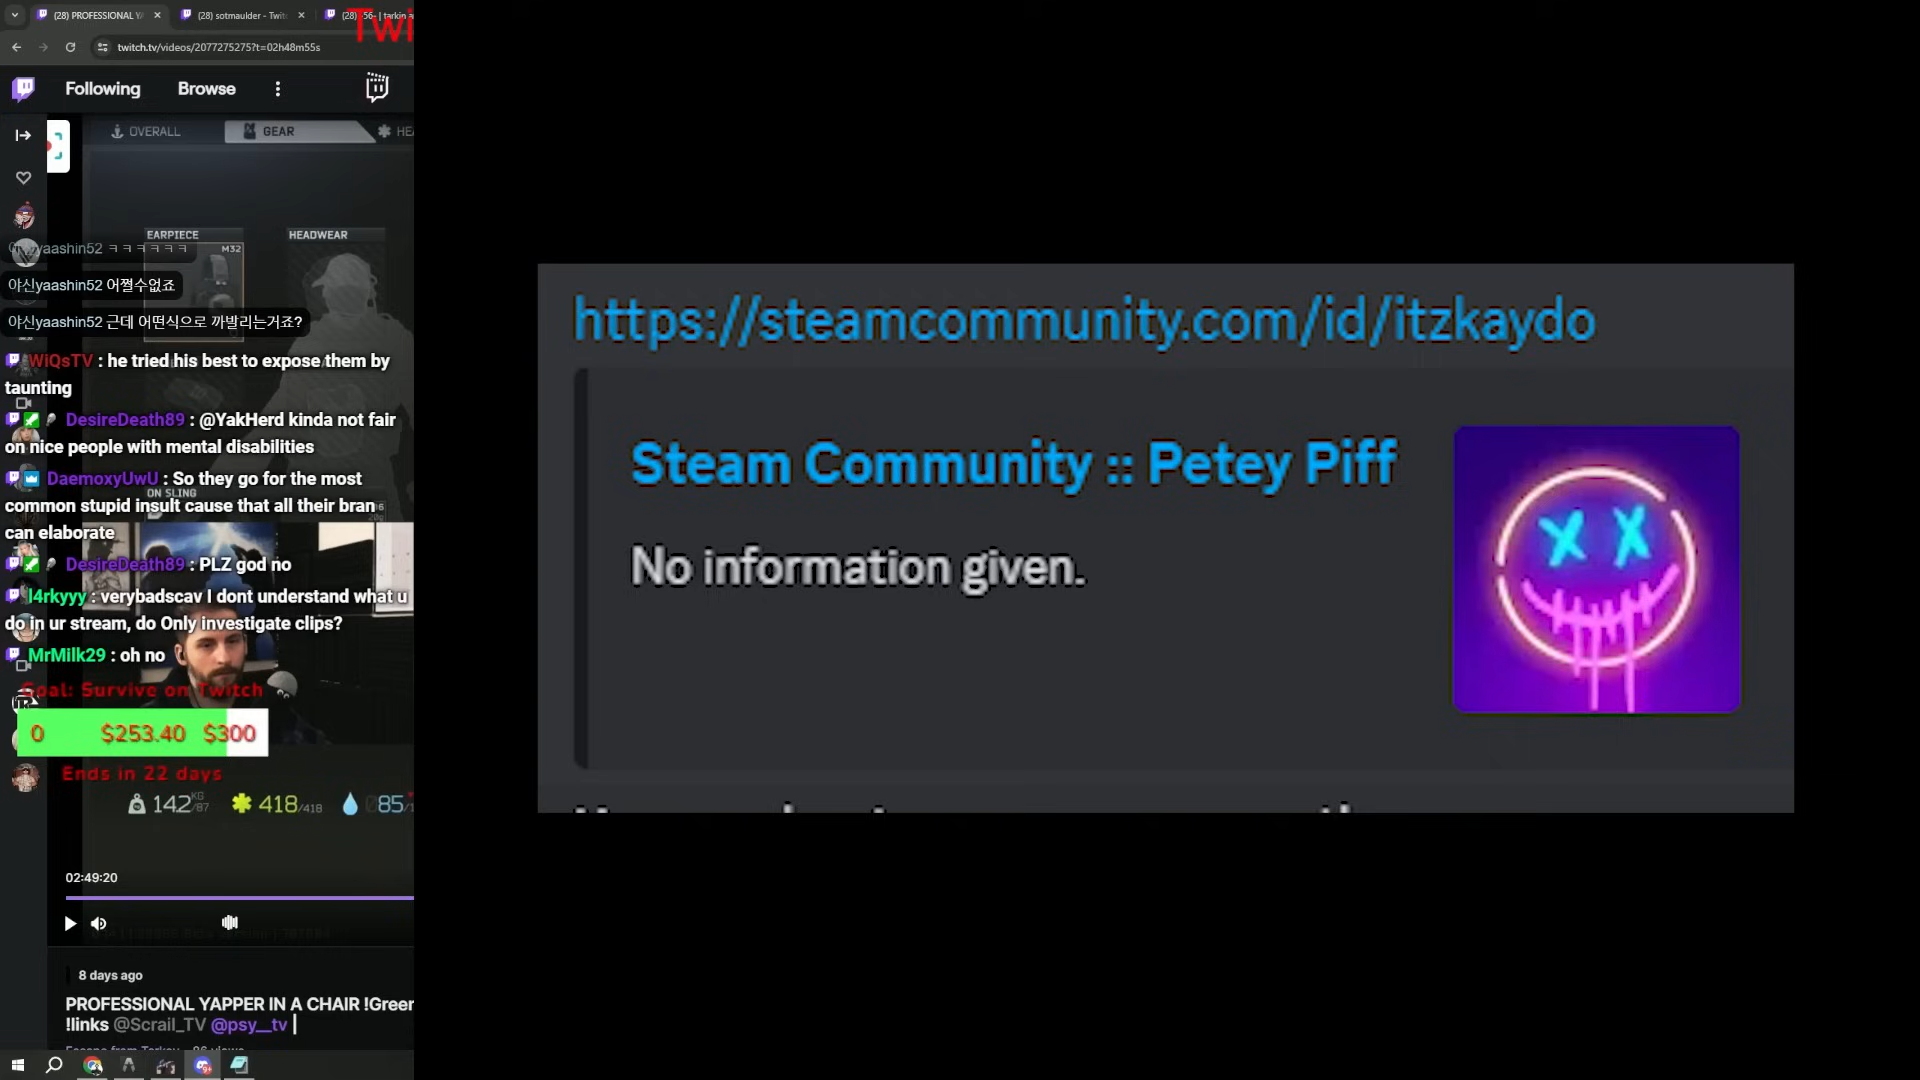 (28) PROFESSIONAL Y
(28) sotmaulder - Twit
(28) -56- | tarkin a
Twi
twitch.tv/videos/2077275275?t=02h48m55s
Following
Browse
OVERALL
GEAR
HEA
EARPIECE
HEADWEAR
M32
yaashin52 ㅋㅋㅋㅋㅋㅋ
야신yaashin52 어쩔수없죠
야신yaashin52 근데 어떤식으로 까발리는거죠?
WiQsTV : he tried his best to expose them by
taunting
DesireDeath89 : @YakHerd kinda not fair
on nice people with mental disabilities
DaemoxyUwU : So they go for the most
ON SLING
common stupid insult cause that all their bran
can elaborate
DesireDeath89 : PLZ god no
l4rkyyy : verybadscav I dont understand what u
do in ur stream, do Only investigate clips?
MrMilk29 : oh no
Goal: Survive on Twitch
0 $253.40 $300
Ends in 22 days
142 KG/87 418/418 085/1
02:49:20
8 days ago
PROFESSIONAL YAPPER IN A CHAIR !Green
!links @Scrail_TV @psy__tv |
https://steamcommunity.com/id/itzkaydo
Steam Community :: Petey Piff
No information given.